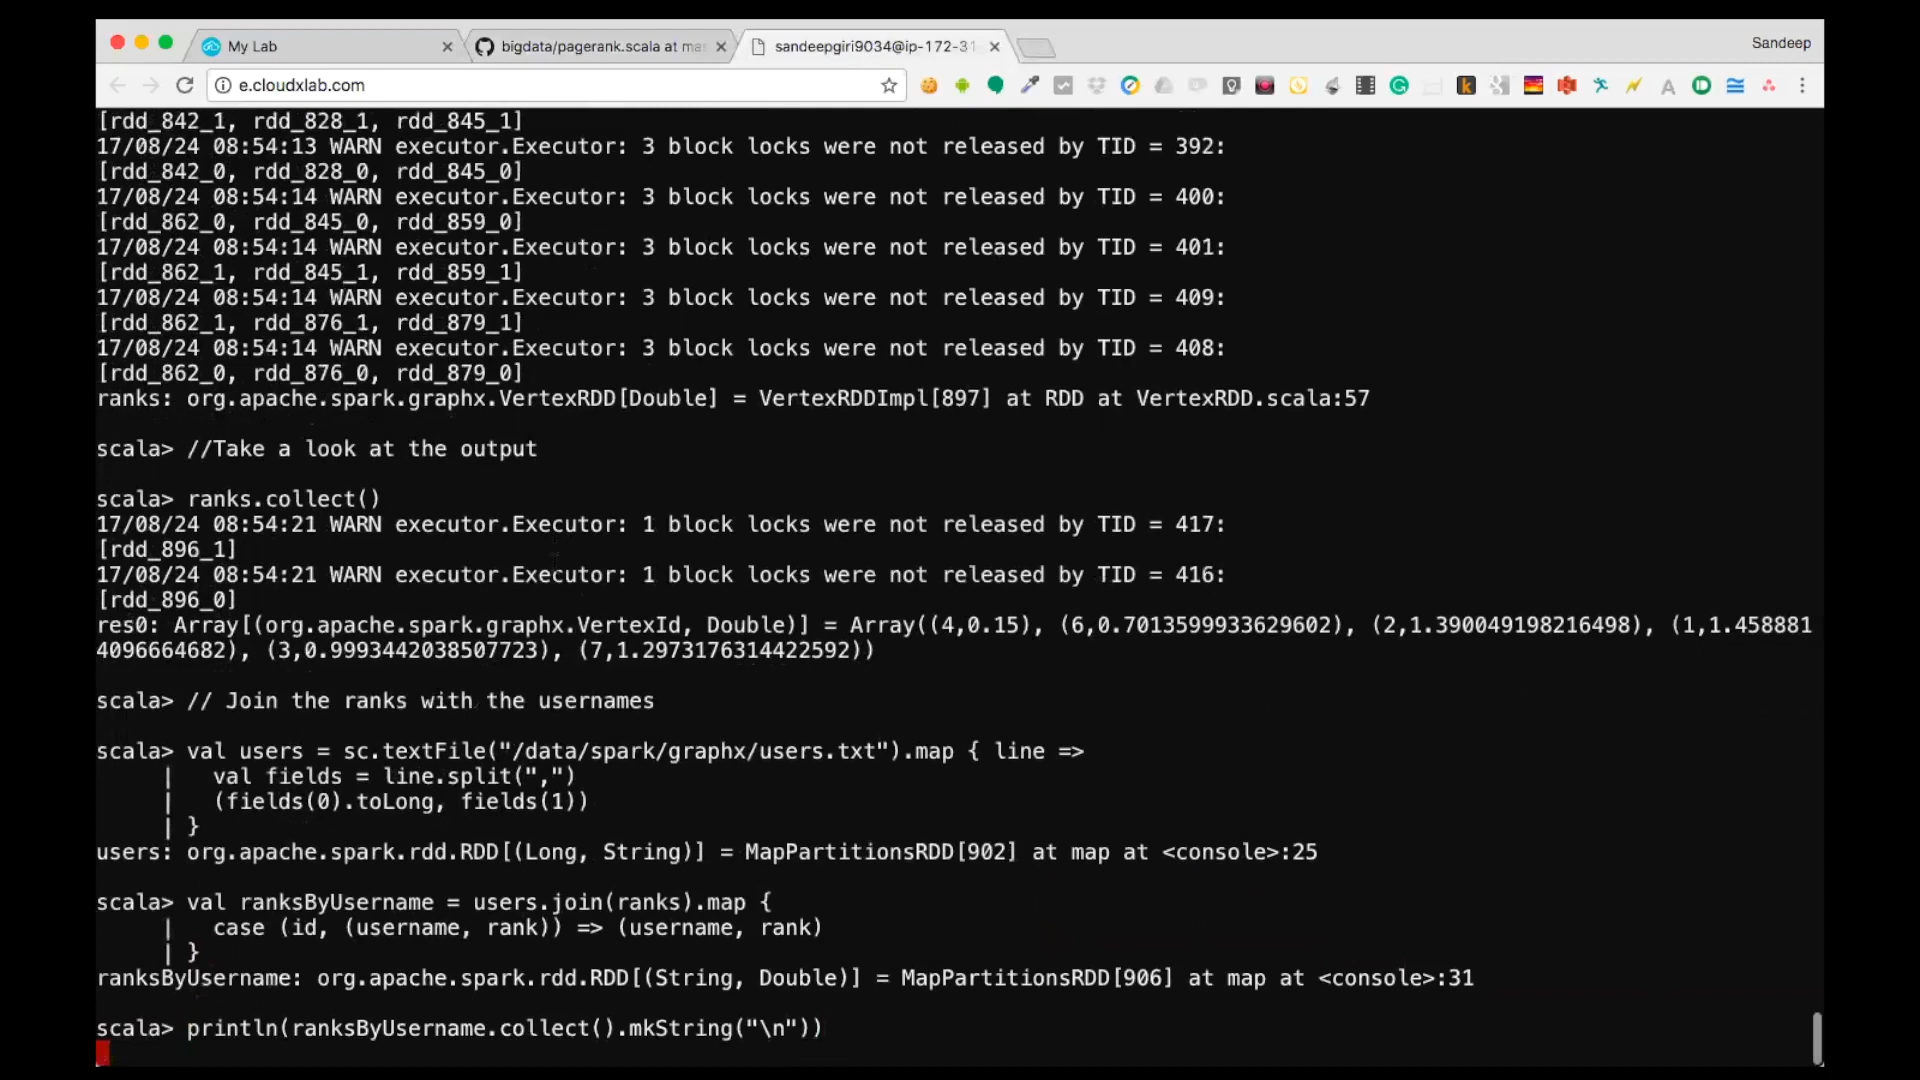 My Lab
bigdata/pagerank.scala at mas
sandeepgiri9034@ip-172-31
Sandeep
e.cloudxlab.com
[rdd_842_1, rdd_828_1, rdd_845_1]
17/08/24 08:54:13 WARN executor.Executor: 3 block locks were not released by TID = 392:
[rdd_842_0, rdd_828_0, rdd_845_0]
17/08/24 08:54:14 WARN executor.Executor: 3 block locks were not released by TID = 400:
[rdd_862_0, rdd_845_0, rdd_859_0]
17/08/24 08:54:14 WARN executor.Executor: 3 block locks were not released by TID = 401:
[rdd_862_1, rdd_845_1, rdd_859_1]
17/08/24 08:54:14 WARN executor.Executor: 3 block locks were not released by TID = 409:
[rdd_862_1, rdd_876_1, rdd_879_1]
17/08/24 08:54:14 WARN executor.Executor: 3 block locks were not released by TID = 408:
[rdd_862_0, rdd_876_0, rdd_879_0]
ranks: org.apache.spark.graphx.VertexRDD[Double] = VertexRDDImpl[897] at RDD at VertexRDD.scala:57
scala> //Take a look at the output
scala> ranks.collect()
17/08/24 08:54:21 WARN executor.Executor: 1 block locks were not released by TID = 417:
[rdd_896_1]
17/08/24 08:54:21 WARN executor.Executor: 1 block locks were not released by TID = 416:
[rdd_896_0]
res0: Array[(org.apache.spark.graphx.VertexId, Double)] = Array((4,0.15), (6,0.7013599933629602), (2,1.390049198216498), (1,1.458881
4096664682), (3,0.9993442038507723), (7,1.2973176314422592))
scala> // Join the ranks with the usernames
scala> val users = sc.textFile("/data/spark/graphx/users.txt").map { line =>
     |   val fields = line.split(",")
     |   (fields(0).toLong, fields(1))
     | }
users: org.apache.spark.rdd.RDD[(Long, String)] = MapPartitionsRDD[902] at map at <console>:25
scala> val ranksByUsername = users.join(ranks).map {
     |   case (id, (username, rank)) => (username, rank)
     | }
ranksByUsername: org.apache.spark.rdd.RDD[(String, Double)] = MapPartitionsRDD[906] at map at <console>:31
scala> println(ranksByUsername.collect().mkString("\n"))